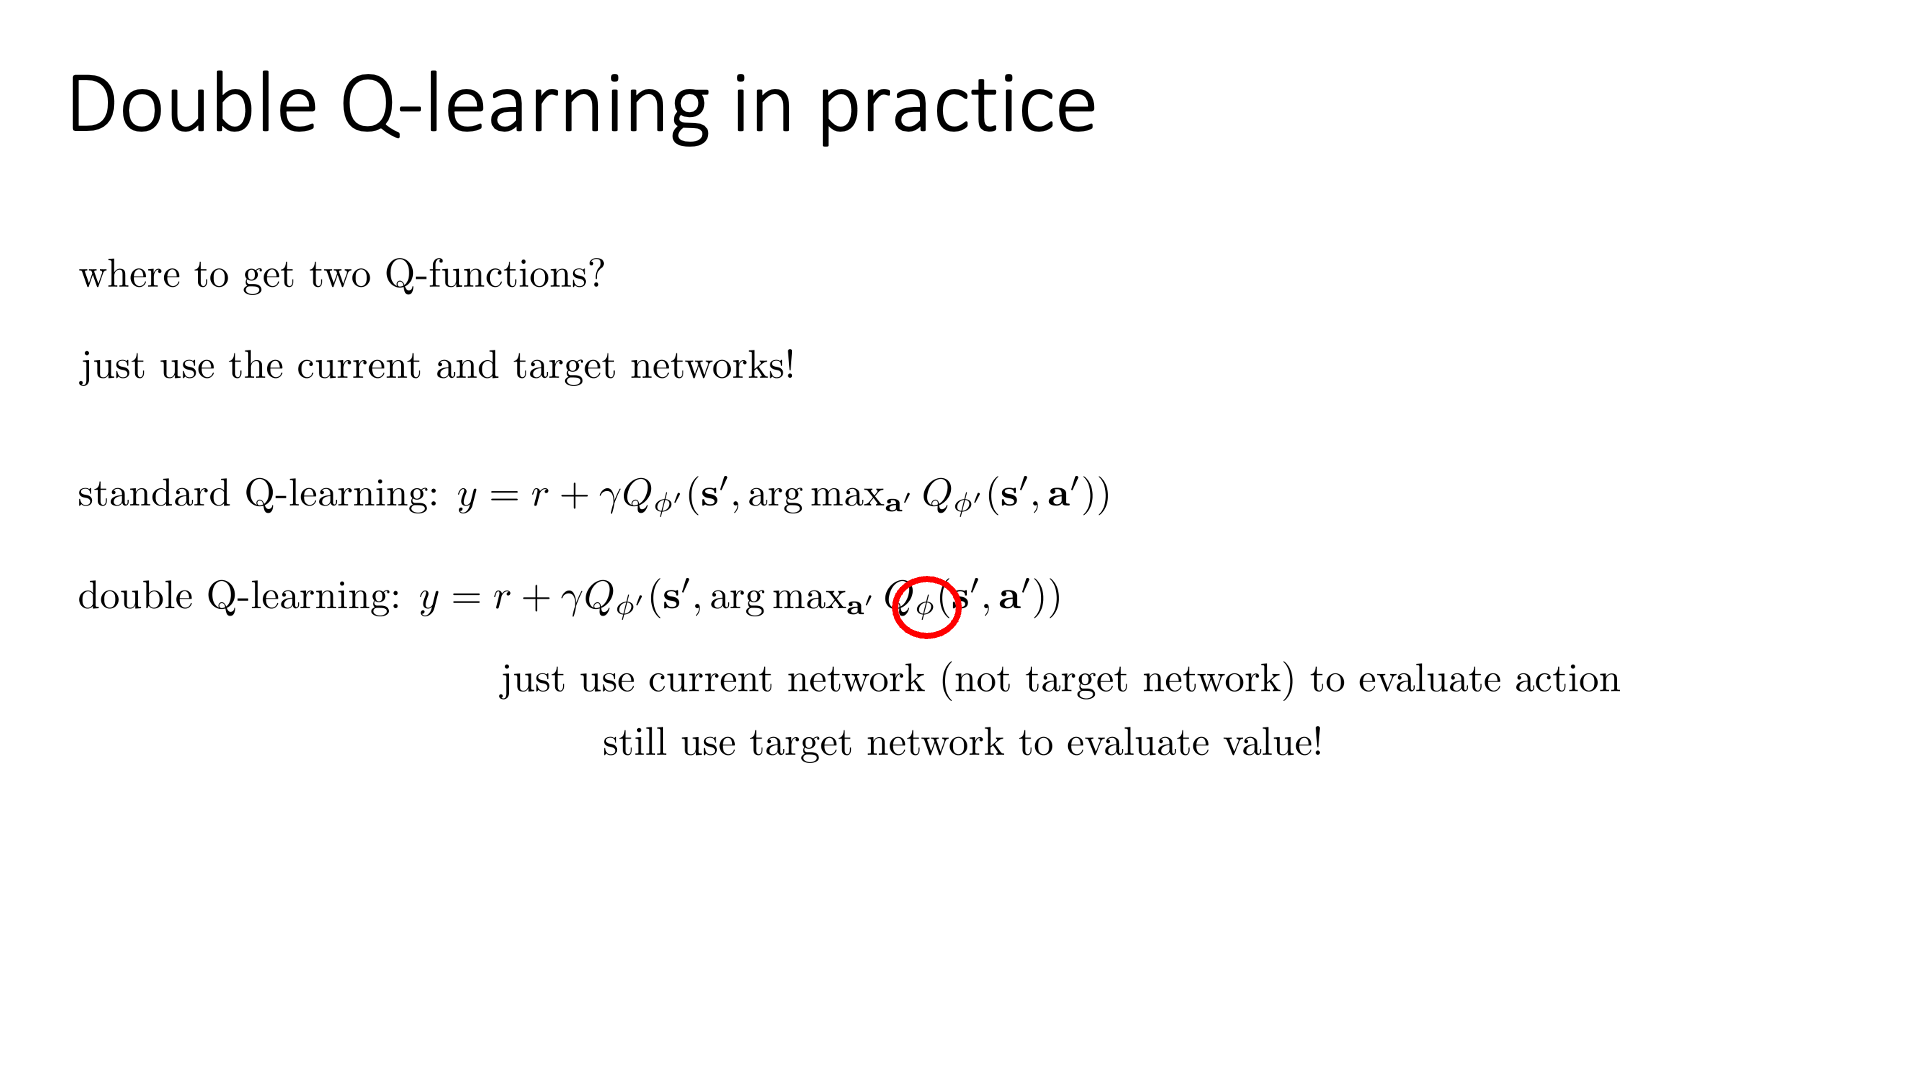 Double Q-learning in practice
where to get two Q-functions?
just use the current and target networks!
standard Q-learning: $y = r + \gamma Q_{\phi'}(\mathbf{s}', \arg\max_{\mathbf{a}'} Q_{\phi'}(\mathbf{s}', \mathbf{a}'))$
double Q-learning: $y = r + \gamma Q_{\phi'}(\mathbf{s}', \arg\max_{\mathbf{a}'} Q_{\phi}(\mathbf{s}', \mathbf{a}'))$
just use current network (not target network) to evaluate action
still use target network to evaluate value!